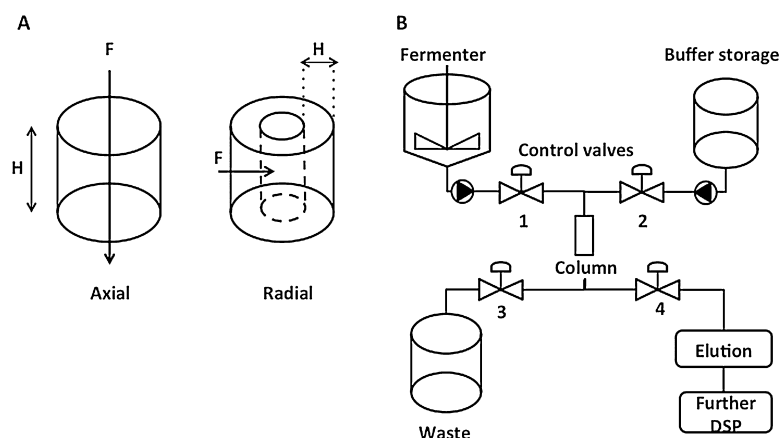 A
F
H
Axial
H
F
Radial
B
Fermenter
Buffer storage
Control valves
1
2
Column
3
4
Waste
Elution
Further
DSP